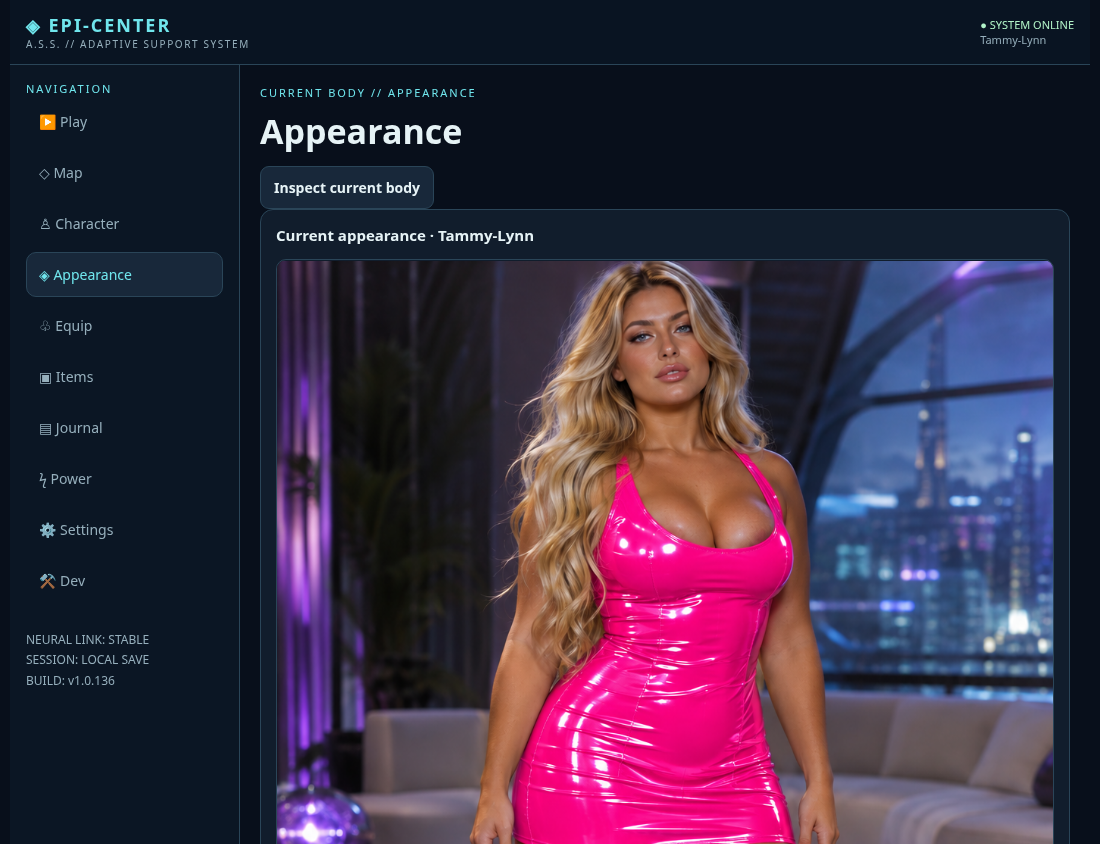 ◈ EPI-CENTER
A.S.S. // ADAPTIVE SUPPORT SYSTEM
● SYSTEM ONLINE
Tammy-Lynn
NAVIGATION
▶️ Play
◇ Map
♙ Character
◈ Appearance
♧ Equip
▣ Items
▤ Journal
ϟ Power
⚙️ Settings
⚒️ Dev
NEURAL LINK: STABLE
SESSION: LOCAL SAVE
BUILD: v1.0.136
CURRENT BODY // APPEARANCE
Appearance
Inspect current body
Current appearance · Tammy-Lynn